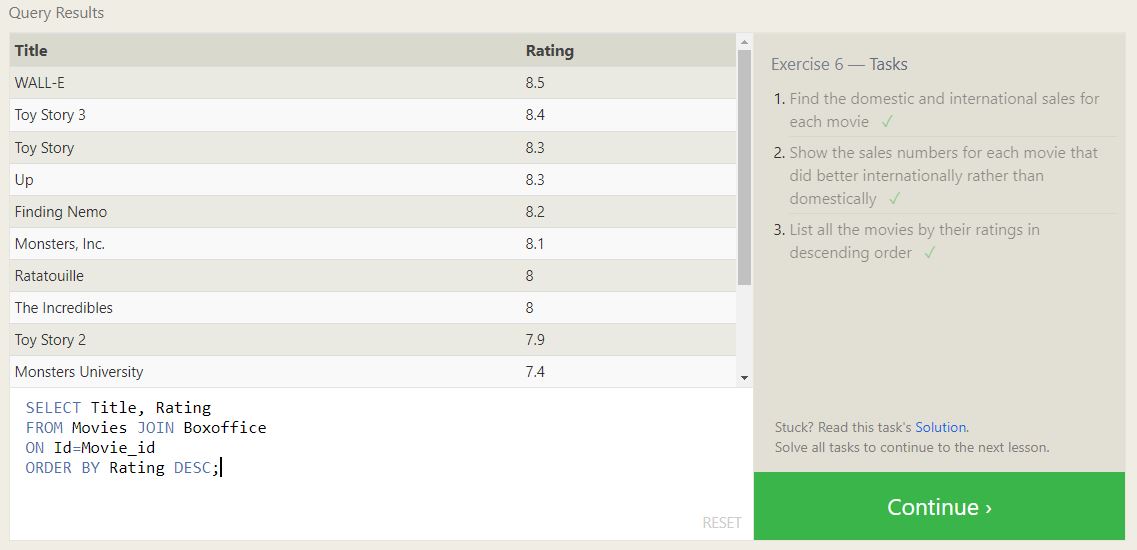 Query Results
Title Rating
WALL-E 8.5
Toy Story 3 8.4
Toy Story 8.3
Up 8.3
Finding Nemo 8.2
Monsters, Inc. 8.1
Ratatouille 8
The Incredibles 8
Toy Story 2 7.9
Monsters University 7.4
SELECT Title, Rating
FROM Movies JOIN Boxoffice
ON Id=Movie_id
ORDER BY Rating DESC;
RESET
Exercise 6 — Tasks
1. Find the domestic and international sales for
each movie ✓
2. Show the sales numbers for each movie that
did better internationally rather than
domestically ✓
3. List all the movies by their ratings in
descending order ✓
Stuck? Read this task's Solution.
Solve all tasks to continue to the next lesson.
Continue ›